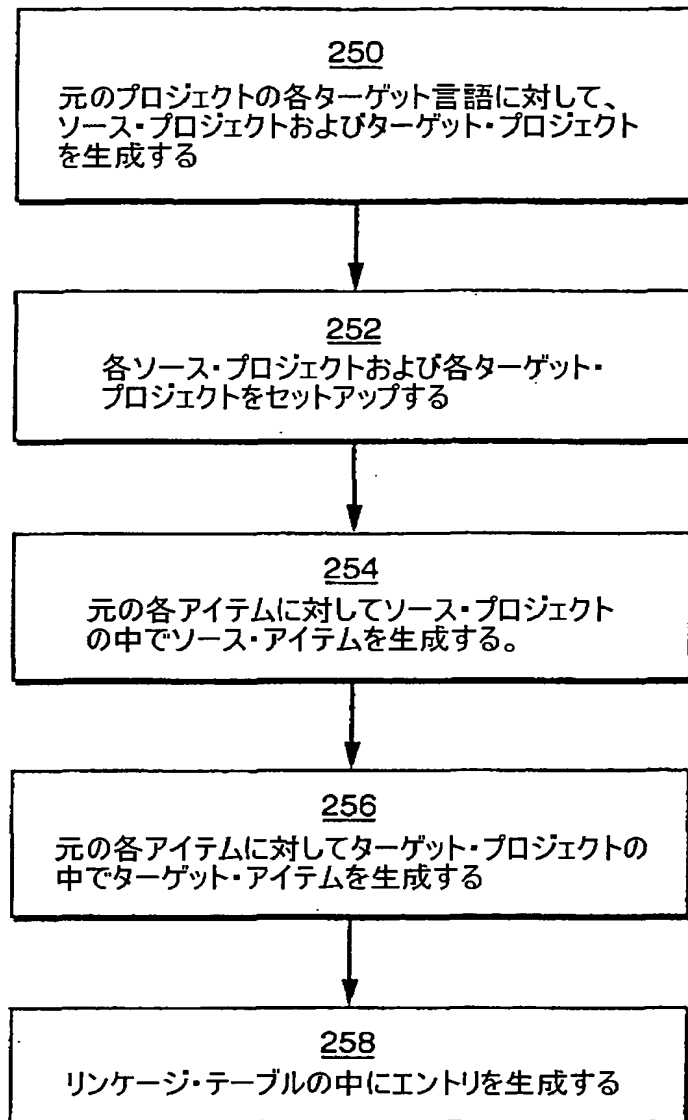 250
元のプロジェクトの各ターゲット言語に対して、
ソース・プロジェクトおよびターゲット・プロジェクト
を生成する
252
各ソース・プロジェクトおよび各ターゲット・
プロジェクトをセットアップする
254
元の各アイテムに対してソース・プロジェクト
の中でソース・アイテムを生成する。
256
元の各アイテムに対してターゲット・プロジェクトの
中でターゲット・アイテムを生成する
258
リンケージ・テーブルの中にエントリを生成する